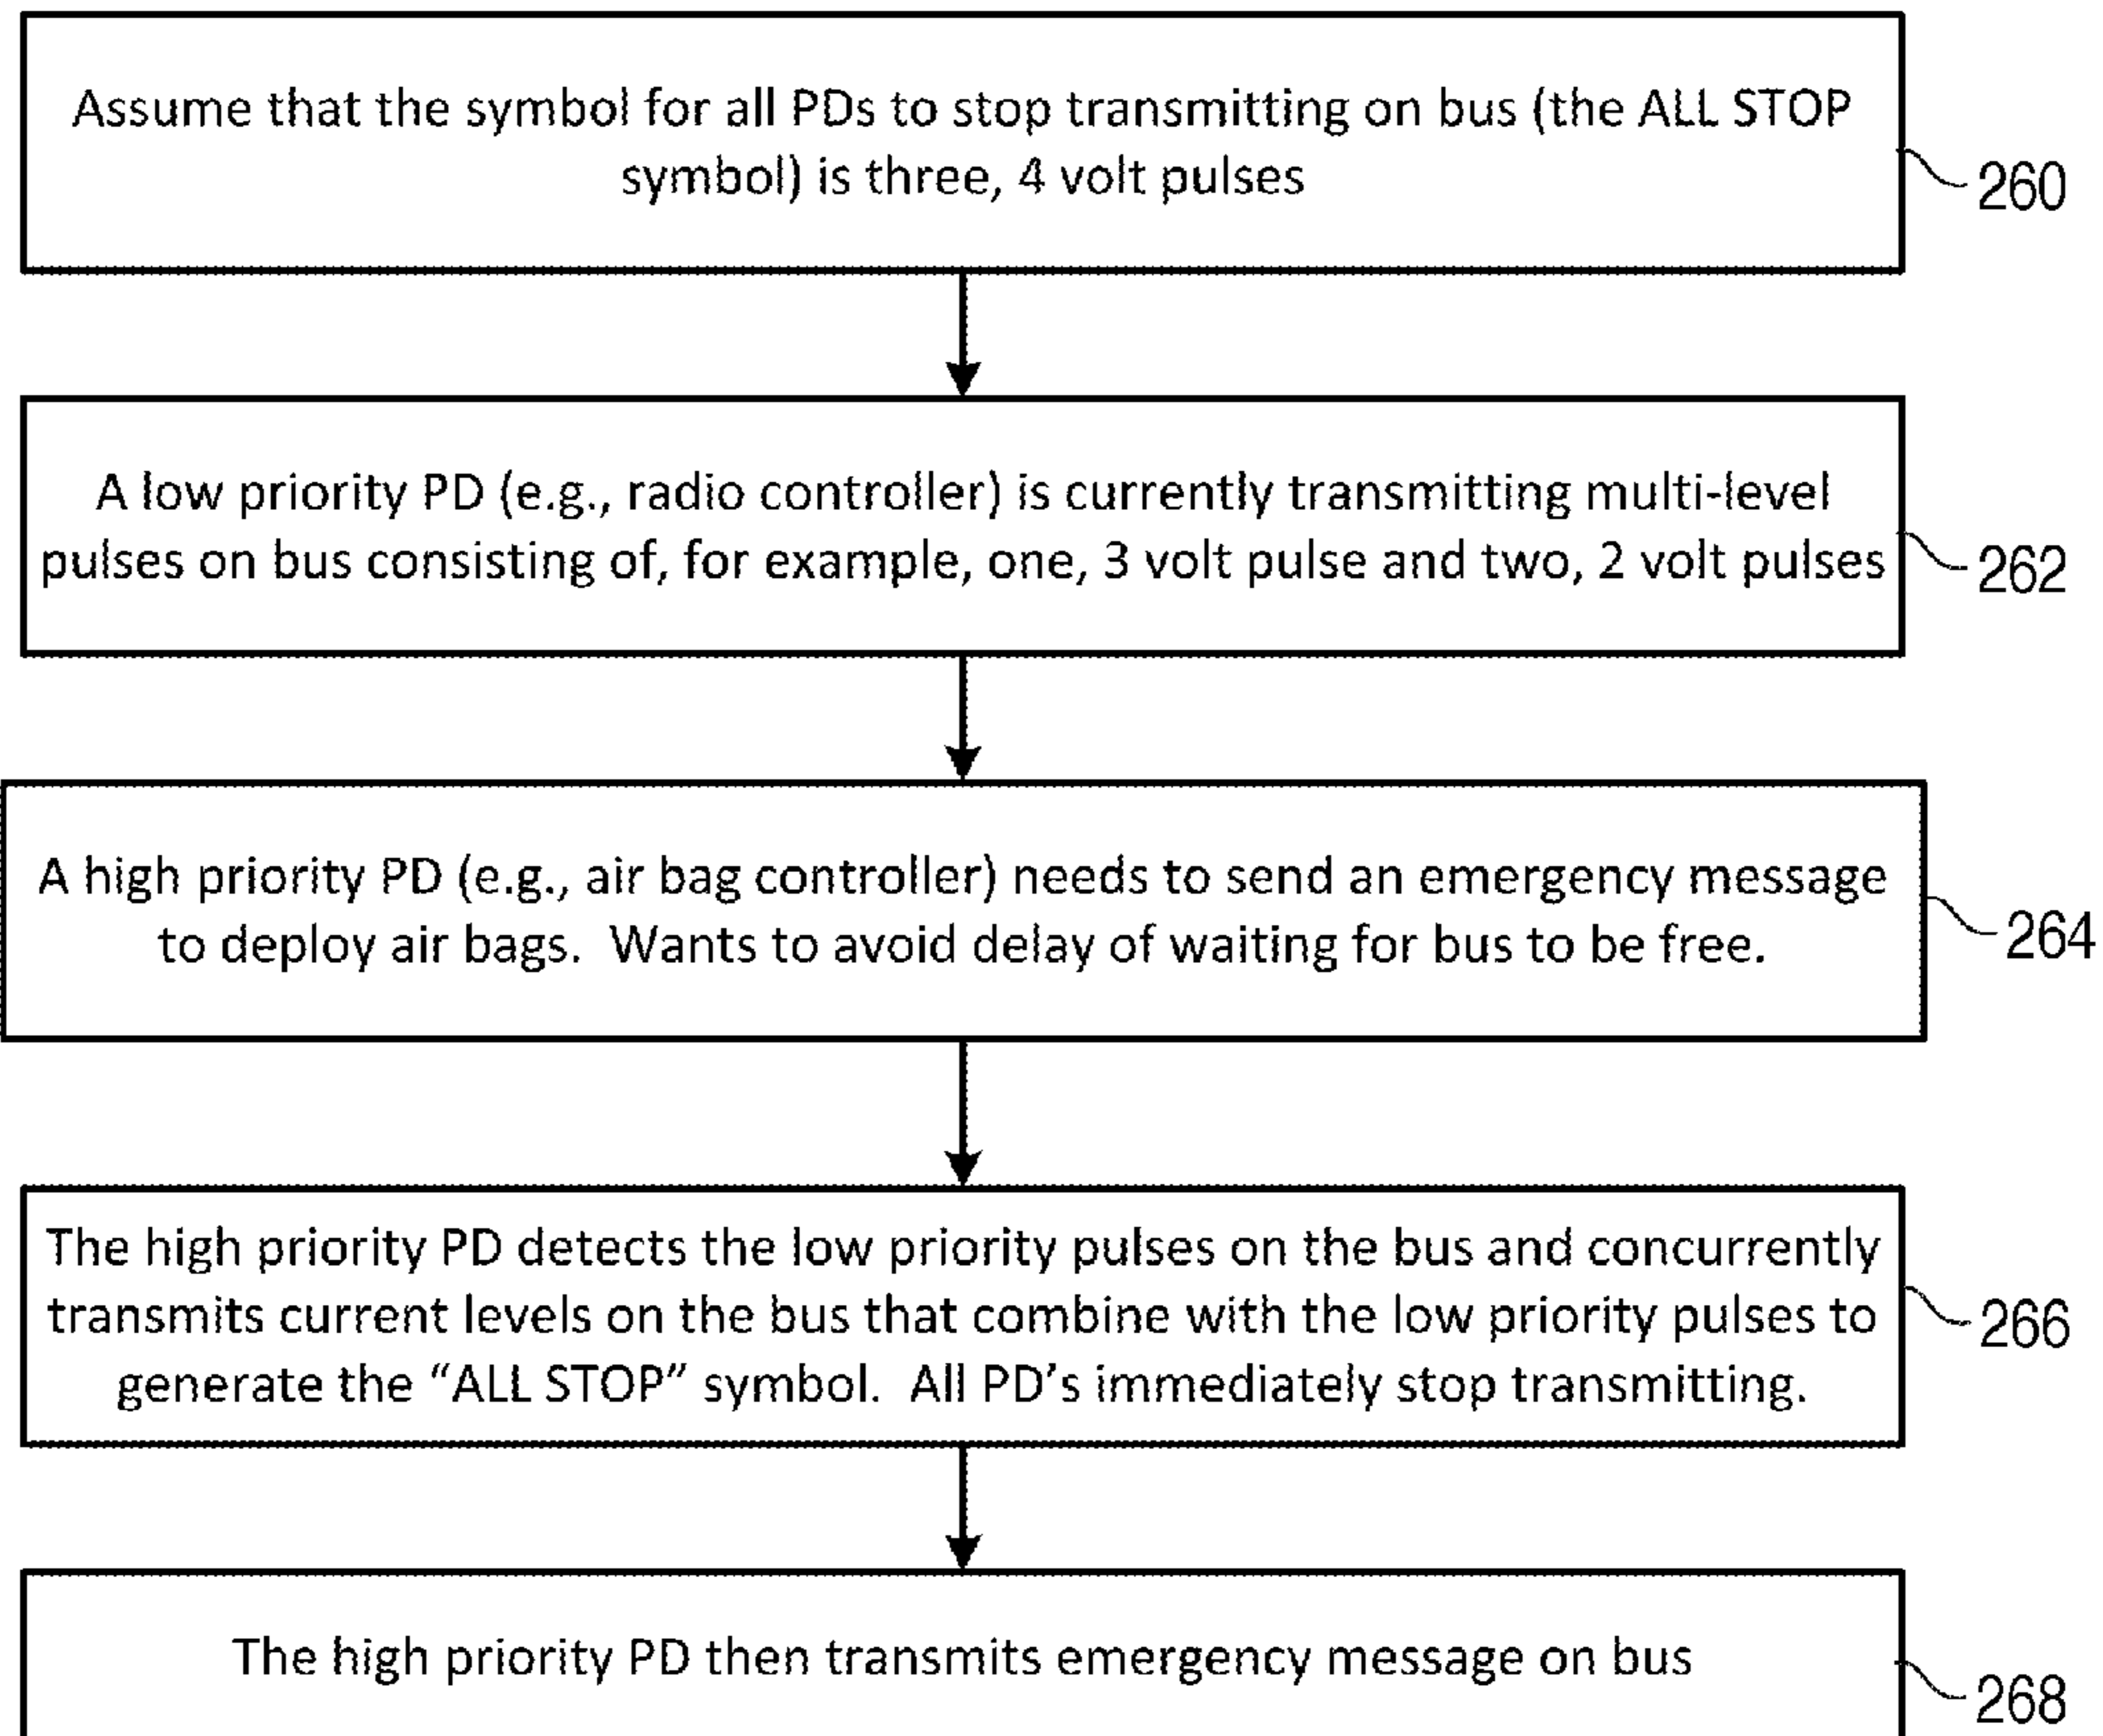 Assume that the symbol for all PDs to stop transmitting on bus (the ALL STOP
symbol) is three, 4 volt pulses
260
A low priority PD (e.g., radio controller) is currently transmitting multi-level
pulses on bus consisting of, for example, one, 3 volt pulse and two, 2 volt pulses
262
A high priority PD (e.g., air bag controller) needs to send an emergency message
to deploy air bags.  Wants to avoid delay of waiting for bus to be free.
264
The high priority PD detects the low priority pulses on the bus and concurrently
transmits current levels on the bus that combine with the low priority pulses to
generate the “ALL STOP” symbol.  All PD’s immediately stop transmitting.
266
The high priority PD then transmits emergency message on bus
268